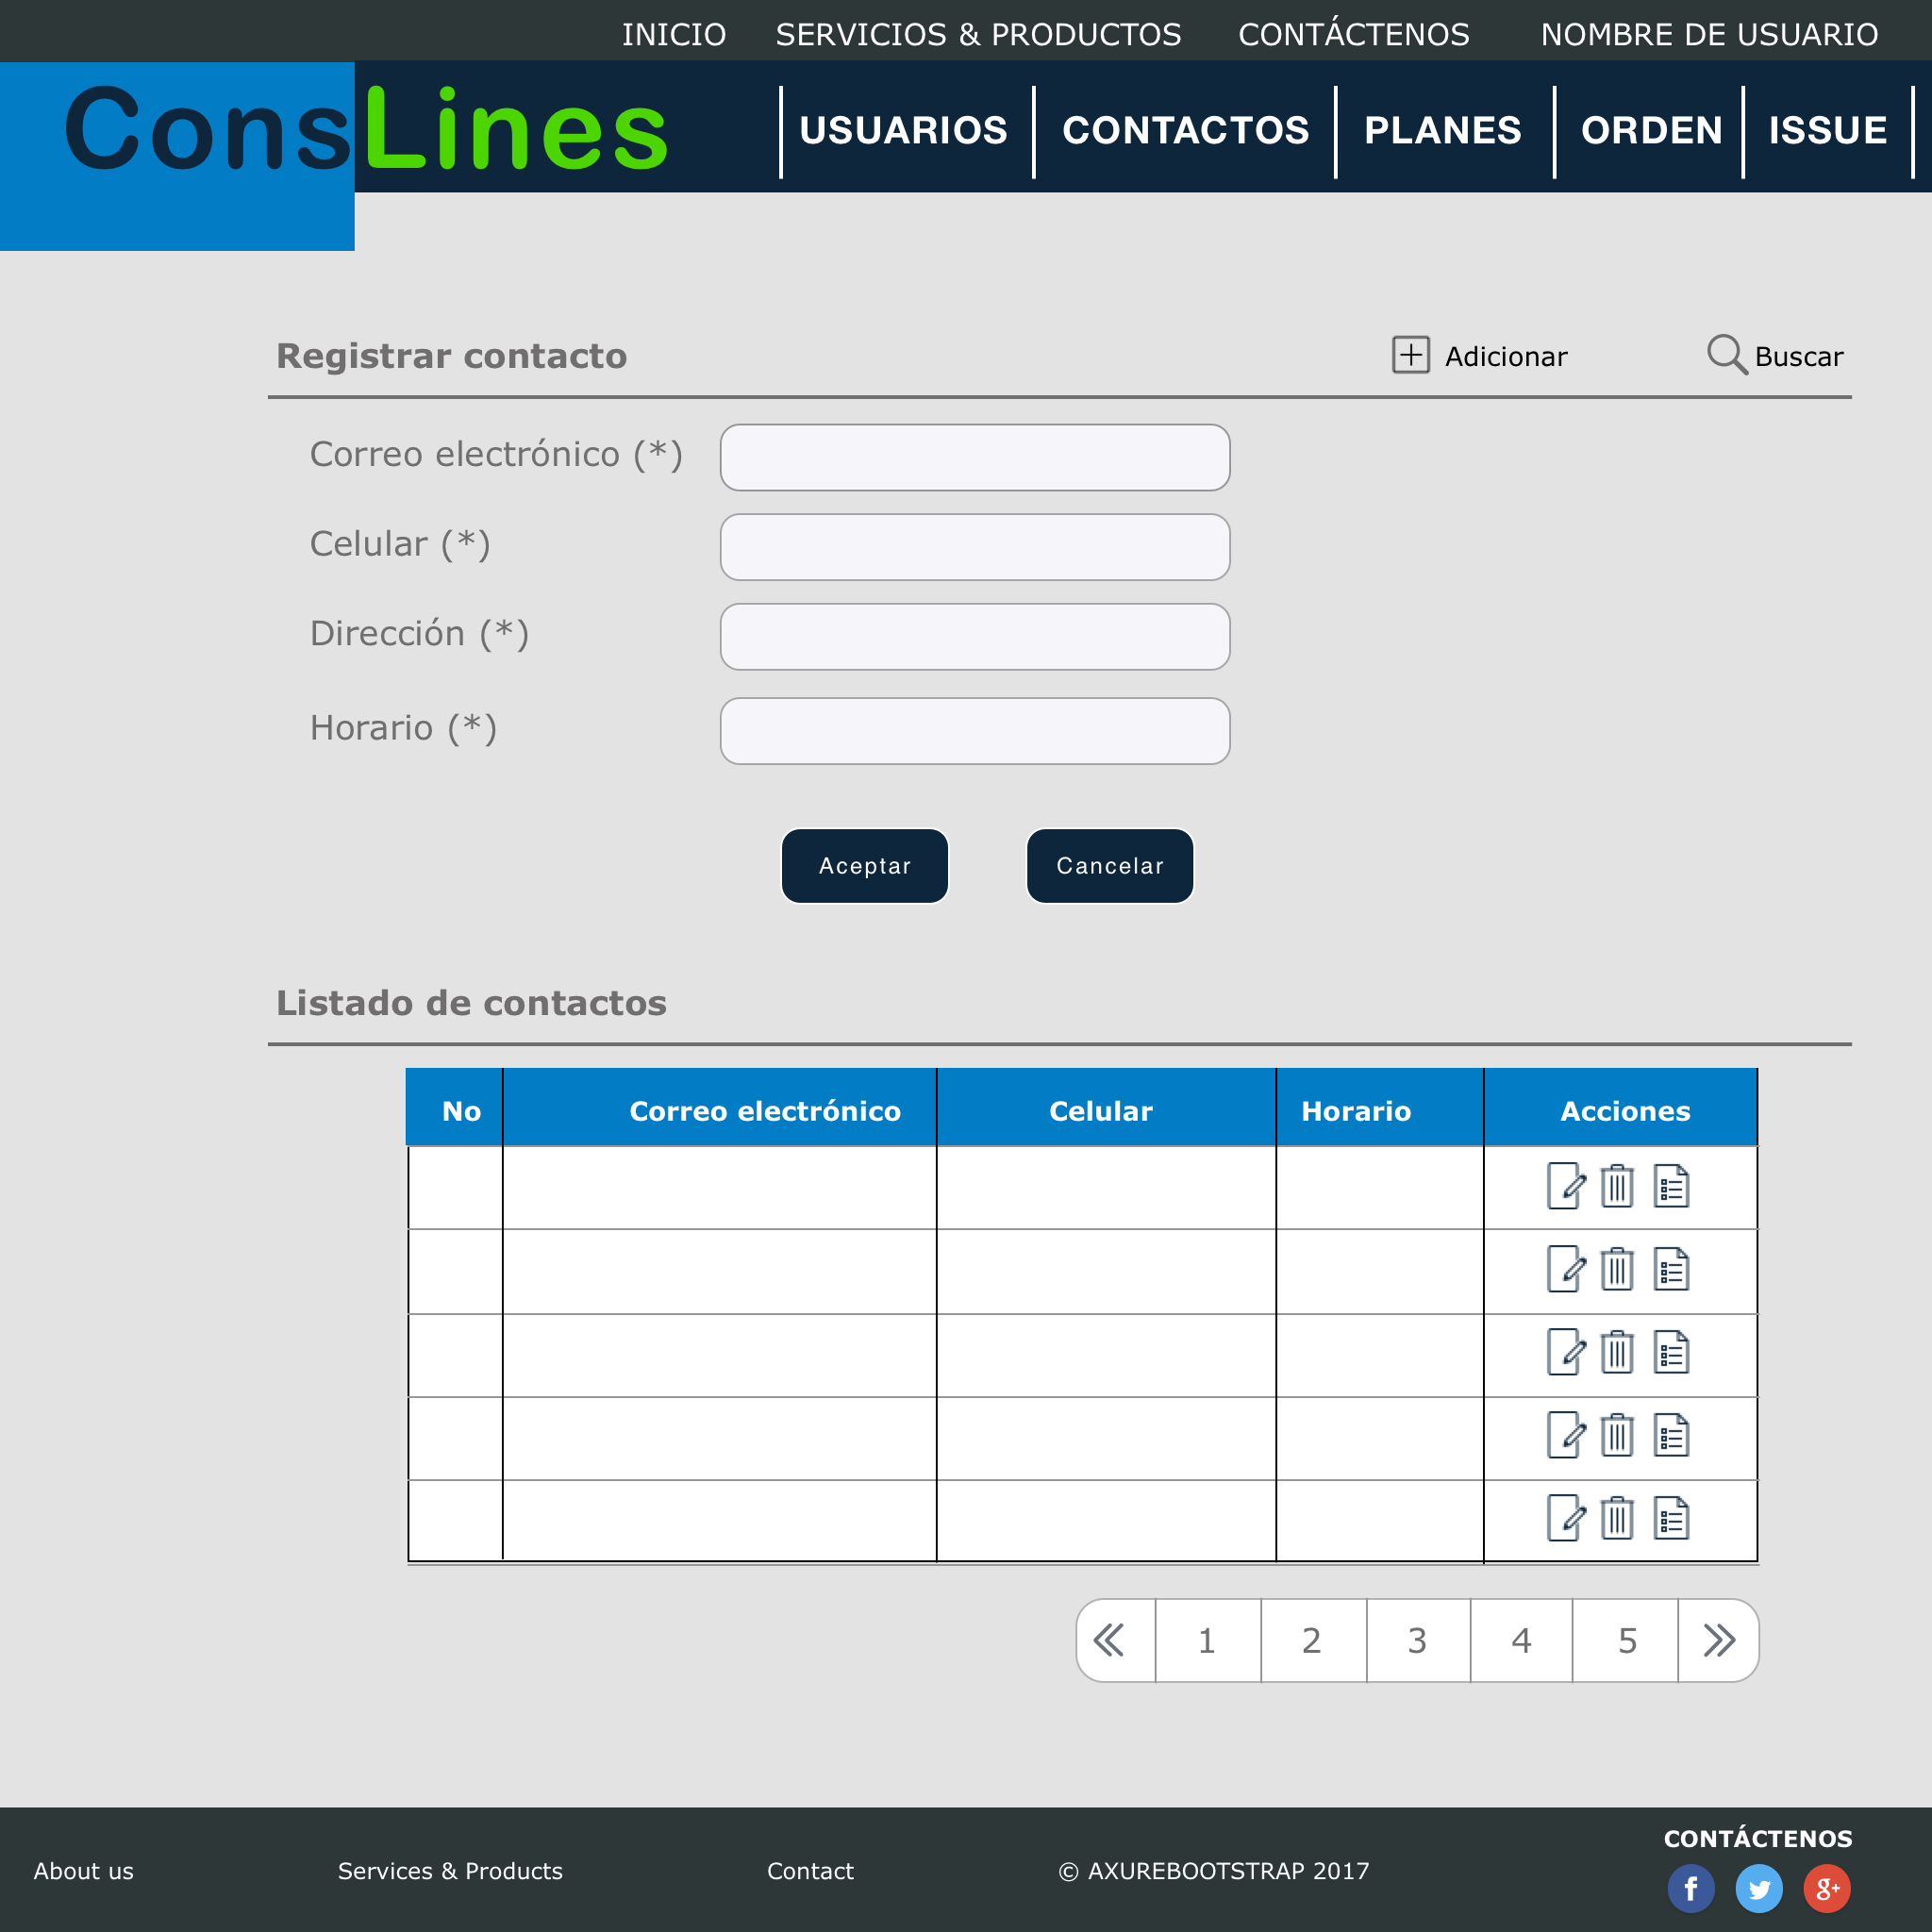 INICIO SERVICIOS & PRODUCTOS CONTÁCTENOS NOMBRE DE USUARIO
ConsLines
USUARIOS CONTACTOS PLANES ORDEN ISSUE
Registrar contacto
Adicionar Buscar
Correo electrónico (*)
Celular (*)
Dirección (*)
Horario (*)
Aceptar Cancelar
Listado de contactos
No Correo electrónico Celular Horario Acciones
1 2 3 4 5
About us Services & Products Contact © AXUREBOOTSTRAP 2017
CONTÁCTENOS
f
g+